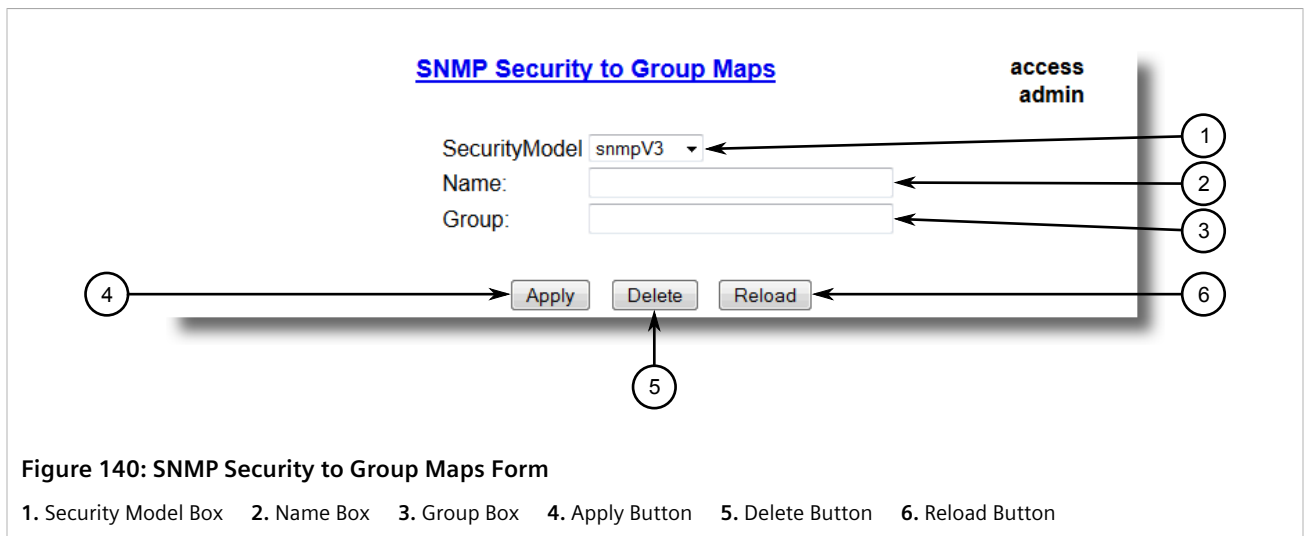 SNMP Security to Group Maps
access
admin
SecurityModel snmpV3
1
Name:
2
Group:
3
4
Apply Delete Reload
6
5
Figure 140: SNMP Security to Group Maps Form
1. Security Model Box 2. Name Box 3. Group Box 4. Apply Button 5. Delete Button 6. Reload Button